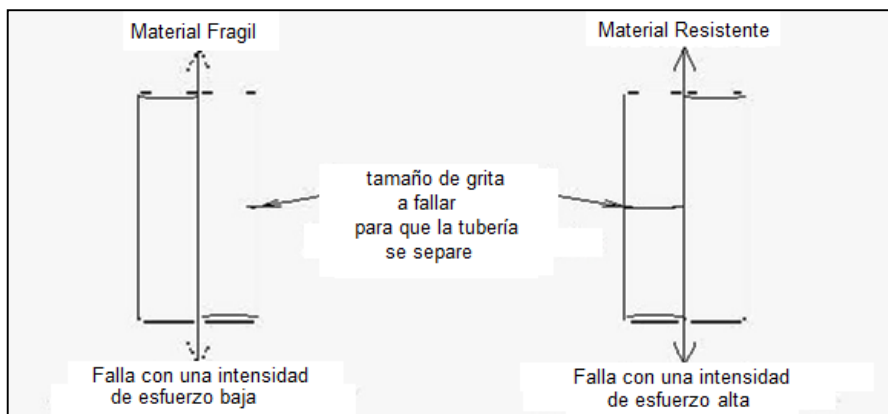 Material Fragil
Material Resistente
tamaño de grita
a fallar
para que la tubería
se separe
Falla con una intensidad
de esfuerzo baja
Falla con una intensidad
de esfuerzo alta